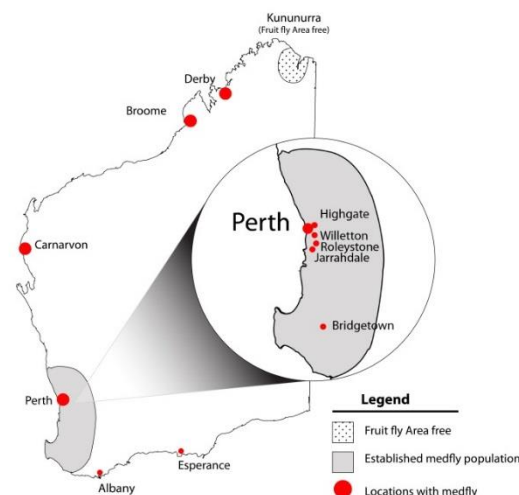 Kununurra
(Fruit fly Area free)
Derby
Broome
Perth
Highgate
Willetton
Roleystone
Jarrahdale
Carnarvon
Bridgetown
Perth
Esperance
Albany
Legend
Fruit fly Area free
Established medfly population
Locations with medfly